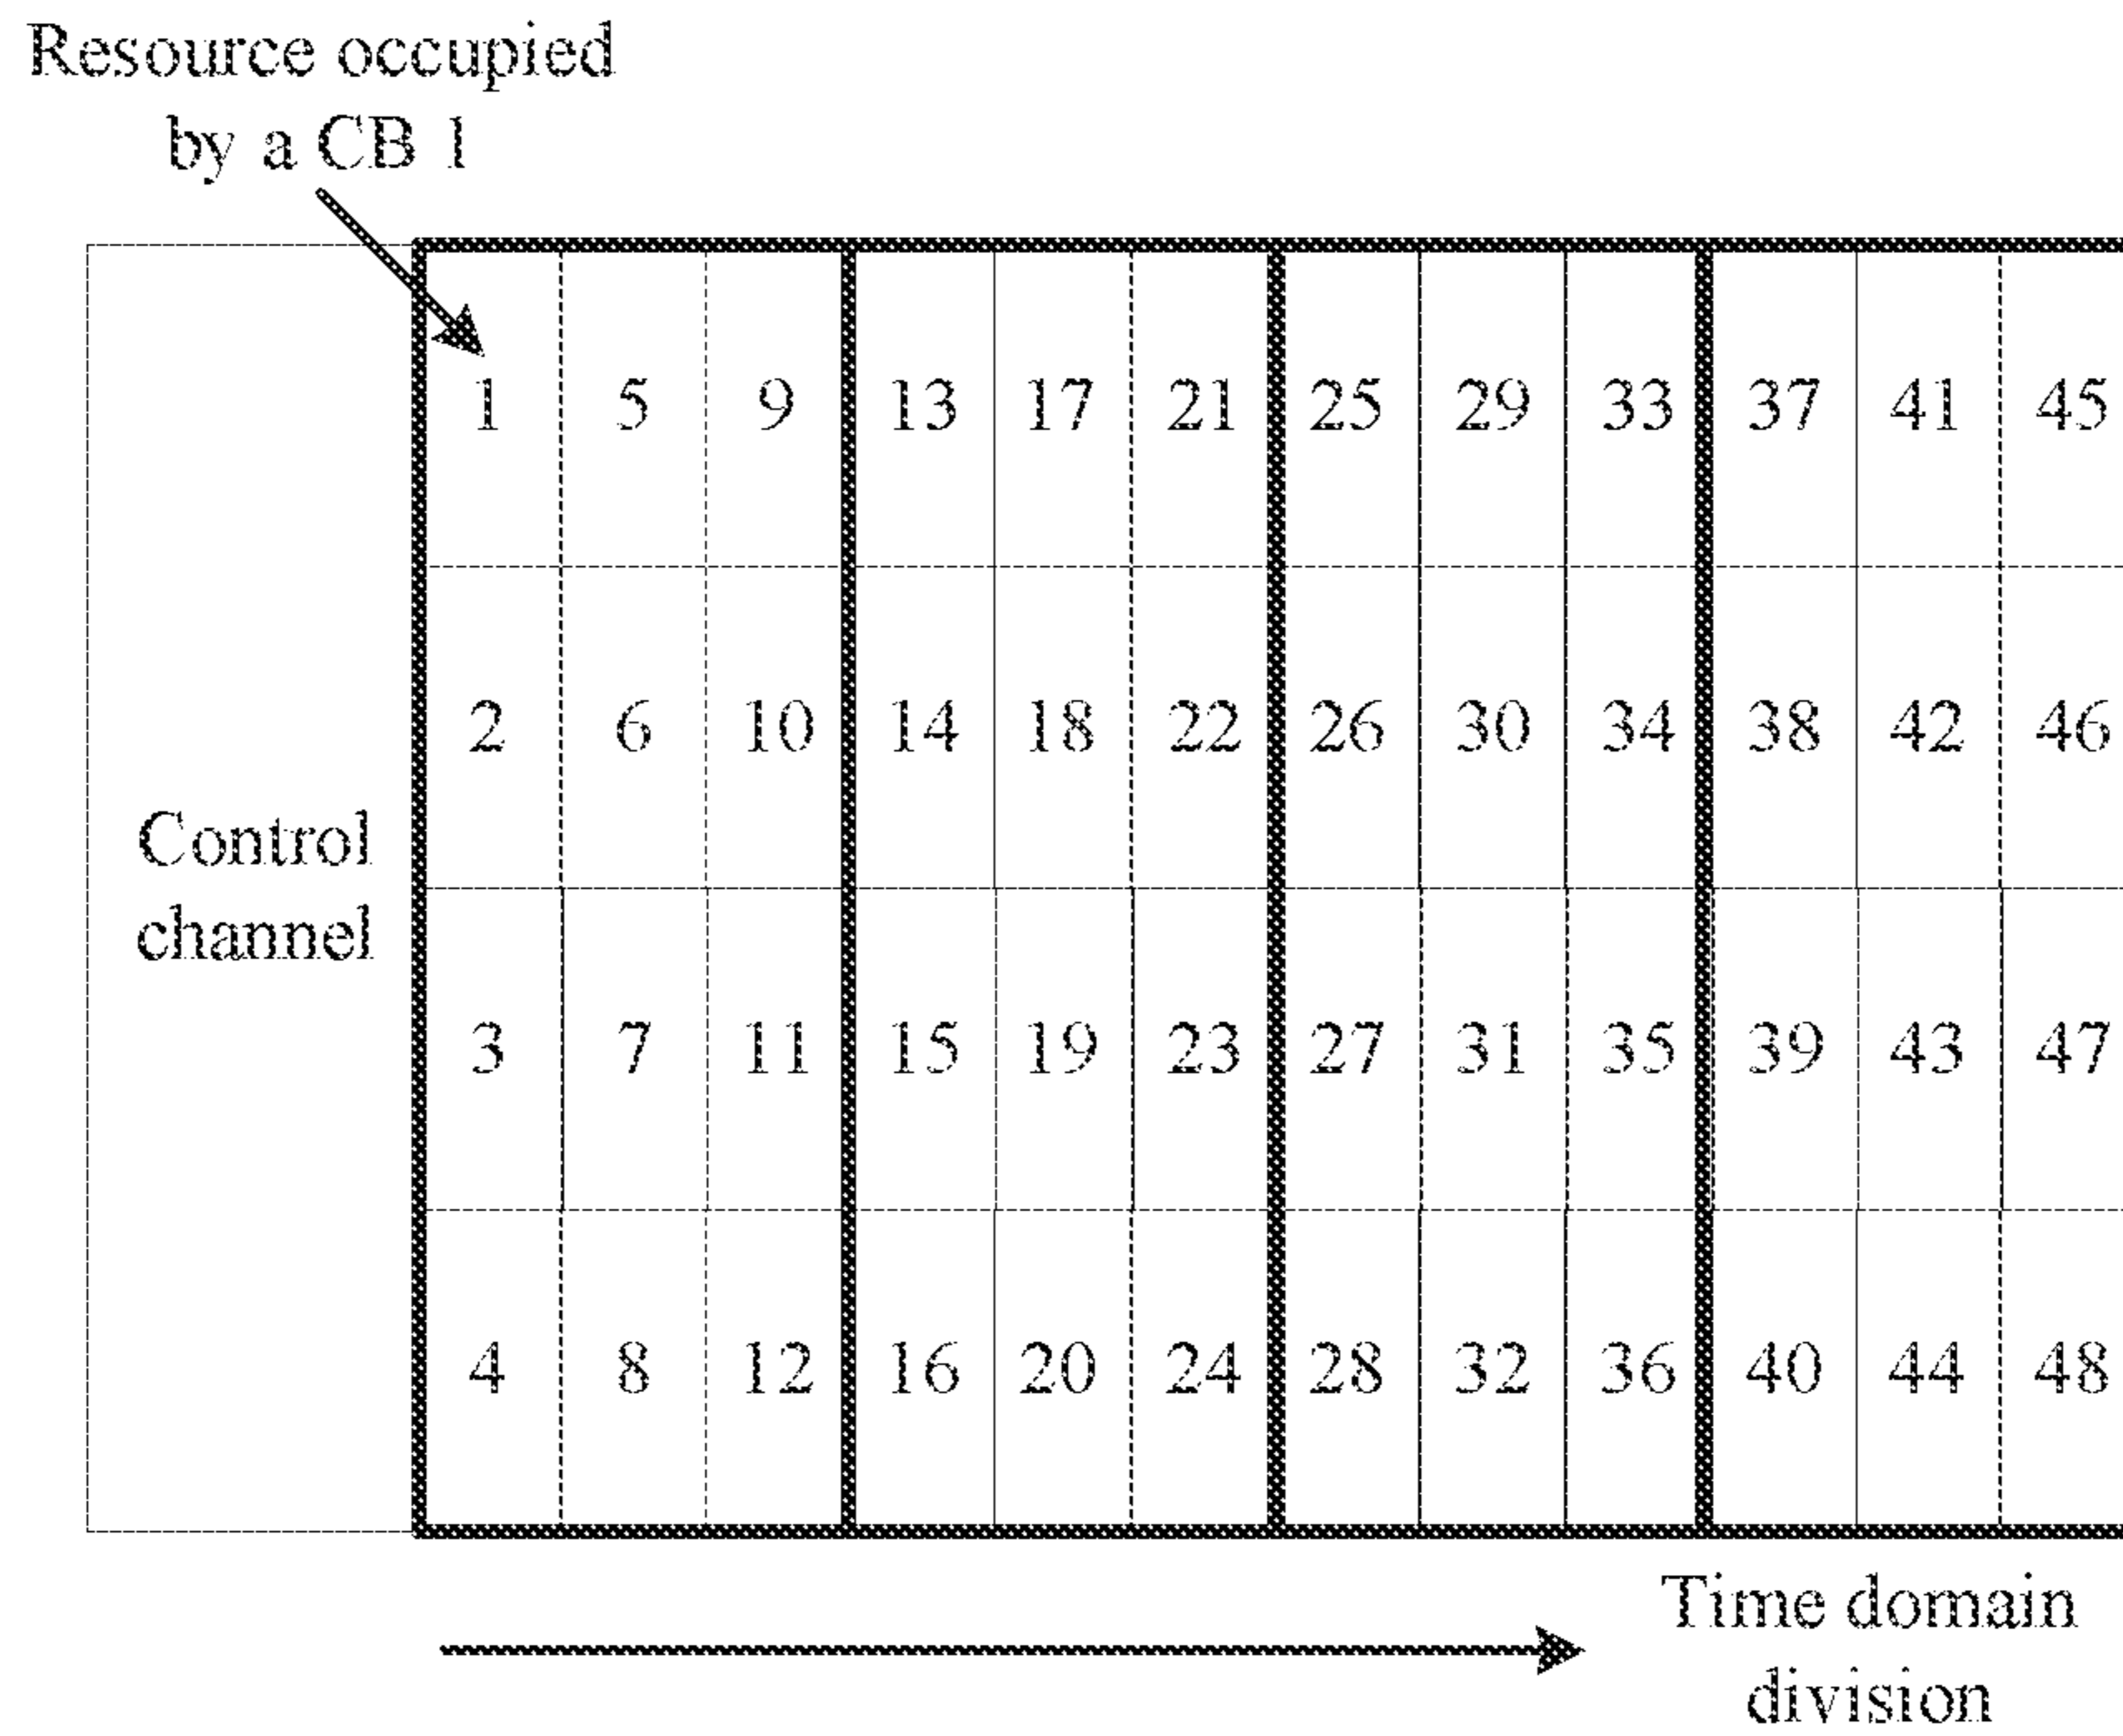 Resource occupied
by a CB 1
1 5 9 13 17 21 25 29 33 37 41 45
2 6 10 14 18 22 26 30 34 38 42 46
Control
channel
3 7 11 15 19 23 27 31 35 39 43 47
4 8 12 16 20 24 28 32 36 40 44 48
Time domain
division